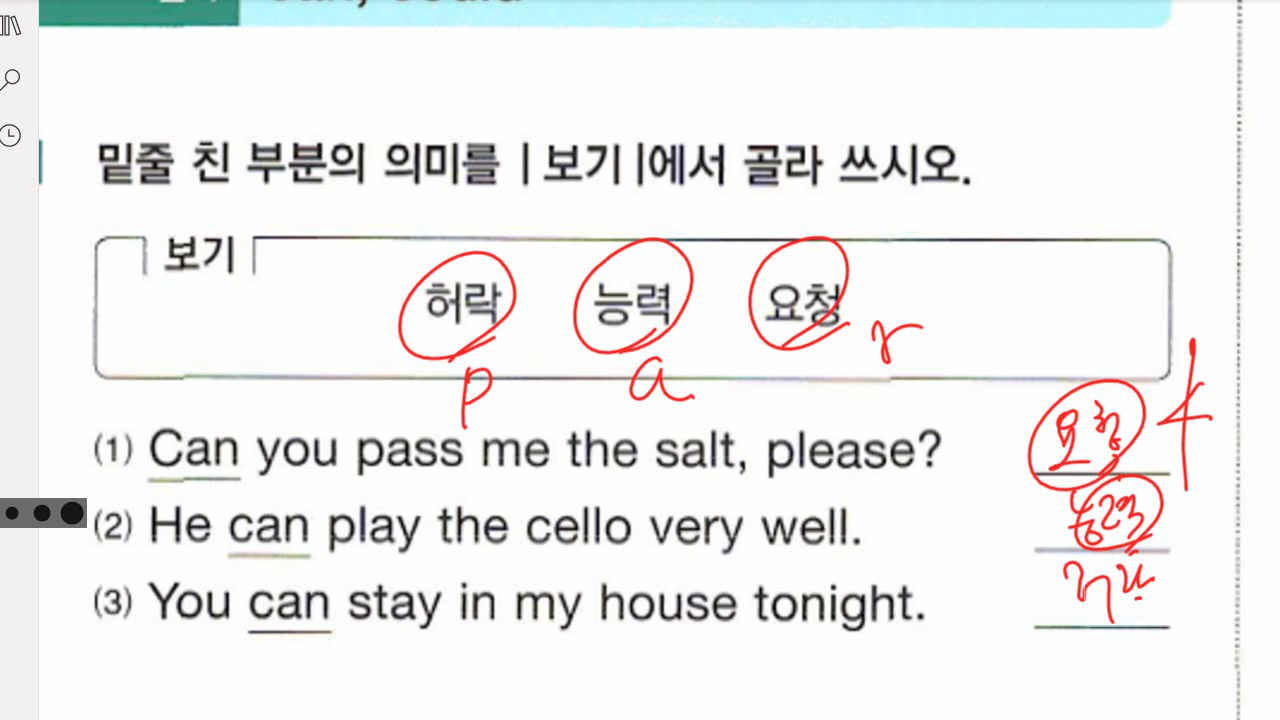 밑줄 친 부분의 의미를 | 보기 |에서 골라 쓰시오.
보기
허락 능력 요청
p a r
(1) Can you pass me the salt, please? 요청
(2) He can play the cello very well. 능력
(3) You can stay in my house tonight. 허락